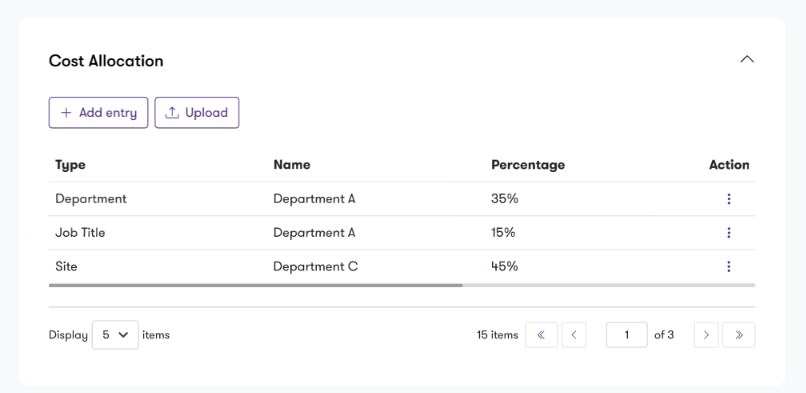 Cost Allocation
+ Add entry Upload
Type Name Percentage Action
Department Department A 35%
Job Title Department A 15%
Site Department C 45%
Display 5 items 15 items « < 1 of 3 > »